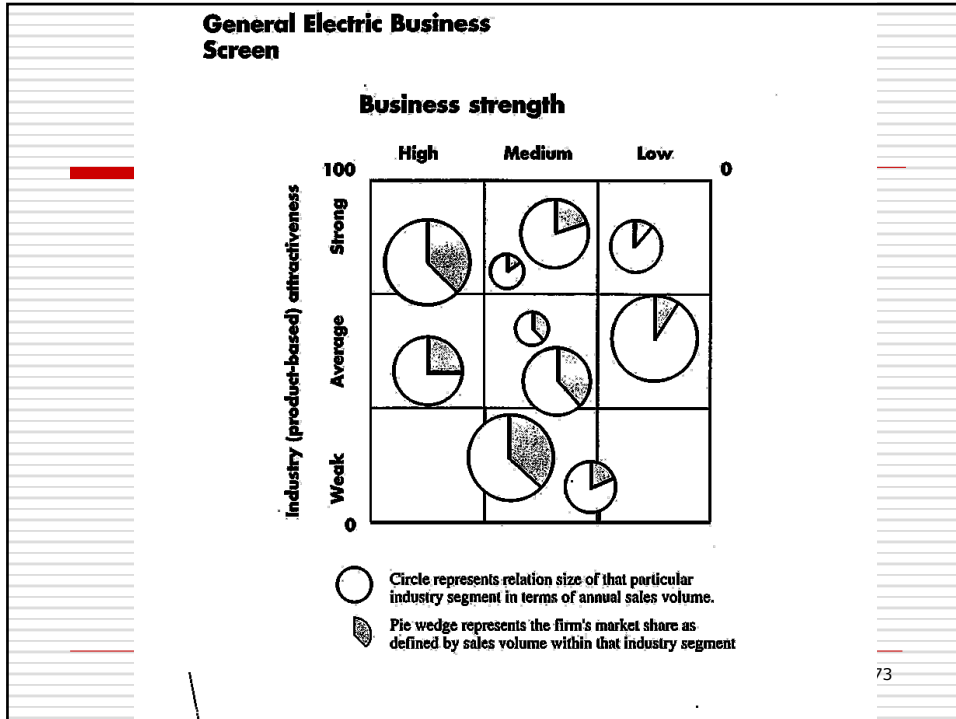 General Electric Business
Screen
Business strength
High Medium Low
100 0
Industry (product-based) attractiveness
Strong
Average
Weak
0
Circle represents relation size of that particular
industry segment in terms of annual sales volume.
Pie wedge represents the firm's market share as
defined by sales volume within that industry segment
73